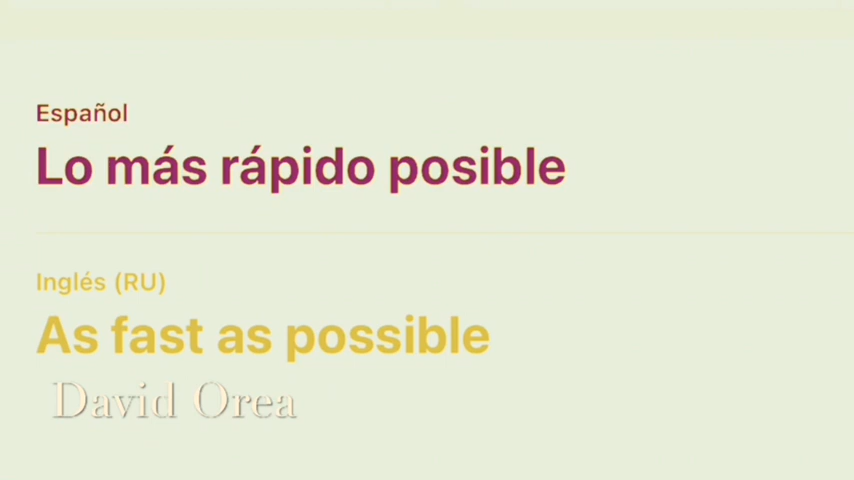 Español
Lo más rápido posible
Inglés (RU)
As fast as possible
David Orea